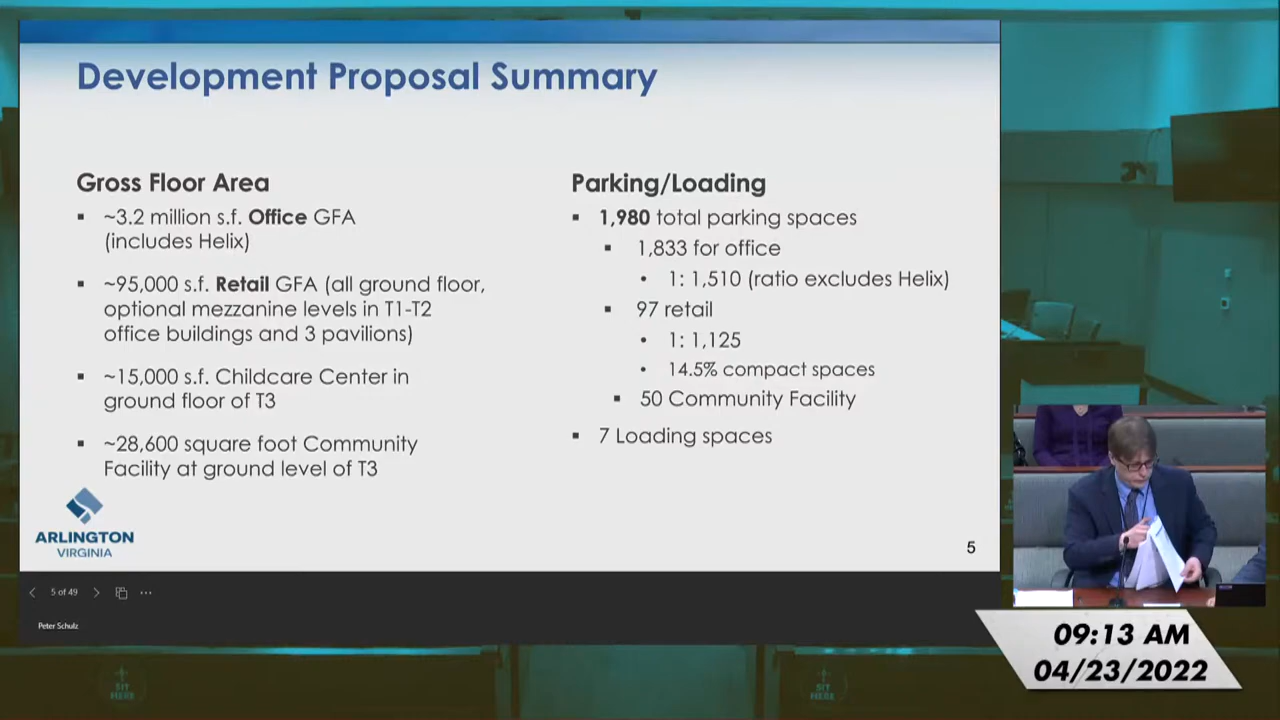 Development Proposal Summary
Gross Floor Area
▪ ~3.2 million s.f. Office GFA
(includes Helix)
▪ ~95,000 s.f. Retail GFA (all ground floor,
optional mezzanine levels in T1-T2
office buildings and 3 pavilions)
▪ ~15,000 s.f. Childcare Center in
ground floor of T3
▪ ~28,600 square foot Community
Facility at ground level of T3
Parking/Loading
▪ 1,980 total parking spaces
▪ 1,833 for office
• 1: 1,510 (ratio excludes Helix)
▪ 97 retail
• 1: 1,125
• 14.5% compact spaces
▪ 50 Community Facility
▪ 7 Loading spaces
ARLINGTON
VIRGINIA
5
5 of 49
Peter Schulz
09:13 AM
04/23/2022
SIT
HERE
SIT
HERE